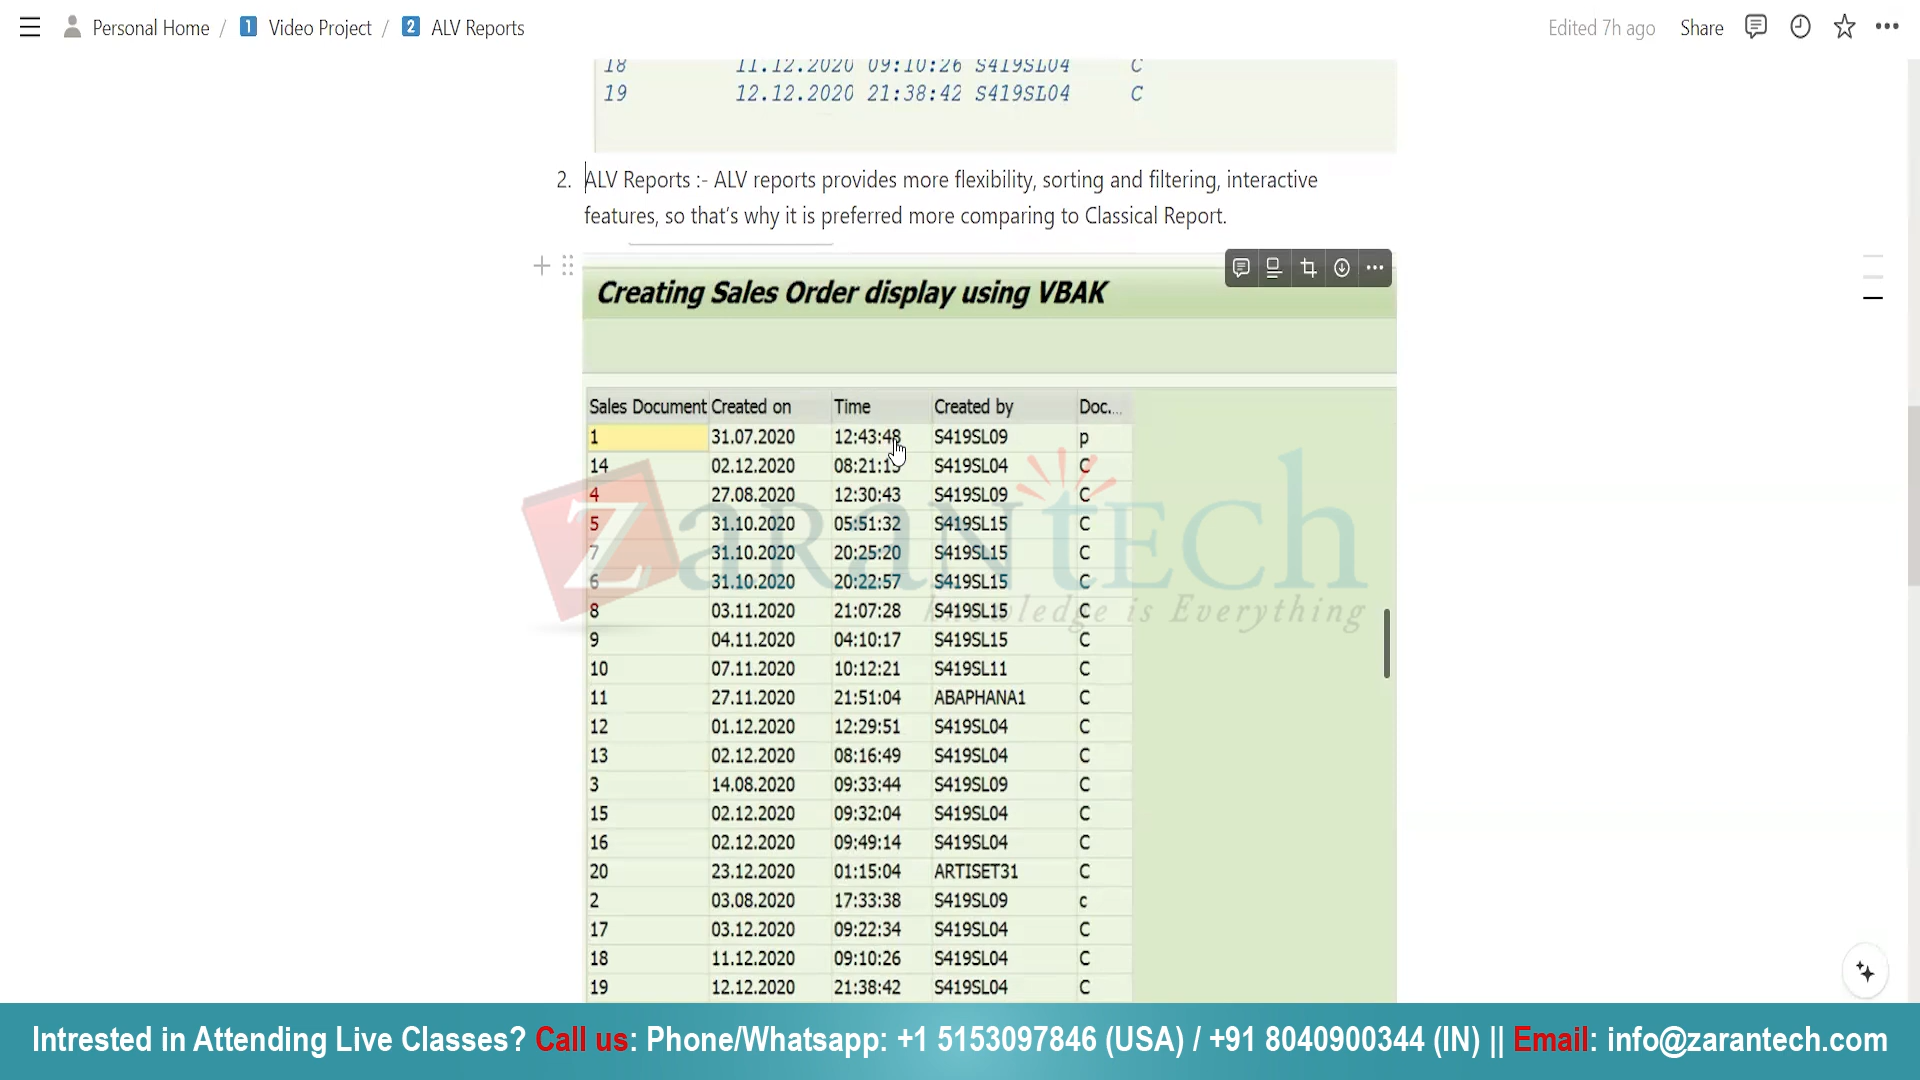 Personal Home / 1 Video Project / 2 ALV Reports
Edited 7h ago Share
18 11.12.2020 09:10:26 S419SL04 C
19 12.12.2020 21:38:42 S419SL04 C
2. ALV Reports :- ALV reports provides more flexibility, sorting and filtering, interactive
features, so that's why it is preferred more comparing to Classical Report.
Creating Sales Order display using VBAK
Sales Document Created on Time Created by Doc...
1 31.07.2020 12:43:48 S419SL09 p
14 02.12.2020 08:21:15 S419SL04 C
4 27.08.2020 12:30:43 S419SL09 C
5 31.10.2020 05:51:32 S419SL15 C
7 31.10.2020 20:25:20 S419SL15 C
6 31.10.2020 20:22:57 S419SL15 C
8 03.11.2020 21:07:28 S419SL15 C
9 04.11.2020 04:10:17 S419SL15 C
10 07.11.2020 10:12:21 S419SL11 C
11 27.11.2020 21:51:04 ABAPHANA1 C
12 01.12.2020 12:29:51 S419SL04 C
13 02.12.2020 08:16:49 S419SL04 C
3 14.08.2020 09:33:44 S419SL09 C
15 02.12.2020 09:32:04 S419SL04 C
16 02.12.2020 09:49:14 S419SL04 C
20 23.12.2020 01:15:04 ARTISET31 C
2 03.08.2020 17:33:38 S419SL09 c
17 03.12.2020 09:22:34 S419SL04 C
18 11.12.2020 09:10:26 S419SL04 C
19 12.12.2020 21:38:42 S419SL04 C
ZaranTech
knowledge is Everything
Intrested in Attending Live Classes? Call us: Phone/Whatsapp: +1 5153097846 (USA) / +91 8040900344 (IN) || Email: info@zarantech.com